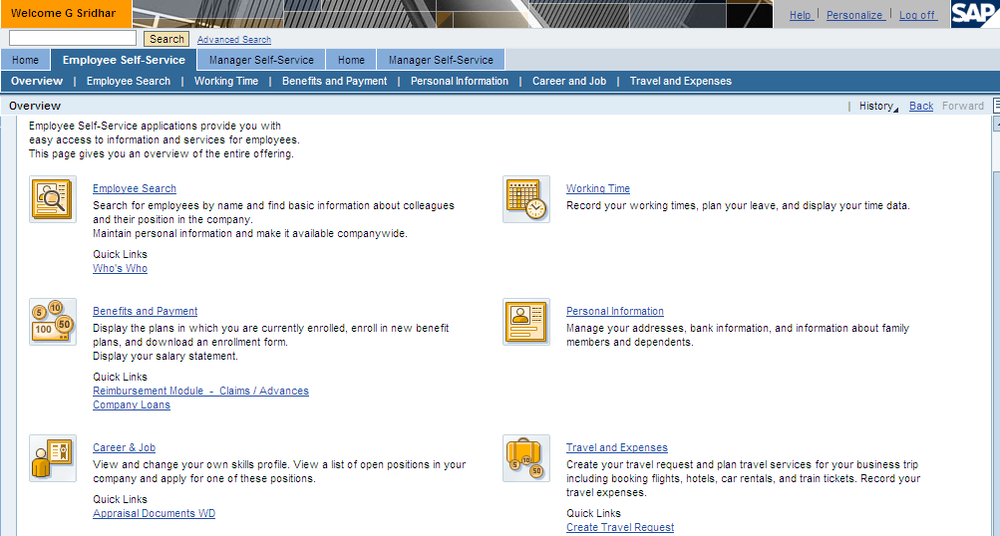 Welcome G Sridhar
Help | Personalize | Log off
SAP
Search
Advanced Search
Home
Employee Self-Service
Manager Self-Service
Home
Manager Self-Service
Overview | Employee Search | Working Time | Benefits and Payment | Personal Information | Career and Job | Travel and Expenses
Overview
| History Back Forward
Employee Self-Service applications provide you with
easy access to information and services for employees.
This page gives you an overview of the entire offering.
Employee Search
Search for employees by name and find basic information about colleagues
and their position in the company.
Maintain personal information and make it available companywide.
Quick Links
Who's Who
Working Time
Record your working times, plan your leave, and display your time data.
5 10
100 50
Benefits and Payment
Display the plans in which you are currently enrolled, enroll in new benefit
plans, and download an enrollment form.
Display your salary statement.
Quick Links
Reimbursement Module - Claims / Advances
Company Loans
Personal Information
Manage your addresses, bank information, and information about family
members and dependents.
Career & Job
View and change your own skills profile. View a list of open positions in your
company and apply for one of these positions.
Quick Links
Appraisal Documents WD
5 10 50
Travel and Expenses
Create your travel request and plan travel services for your business trip
including booking flights, hotels, car rentals, and train tickets. Record your
travel expenses.
Quick Links
Create Travel Request